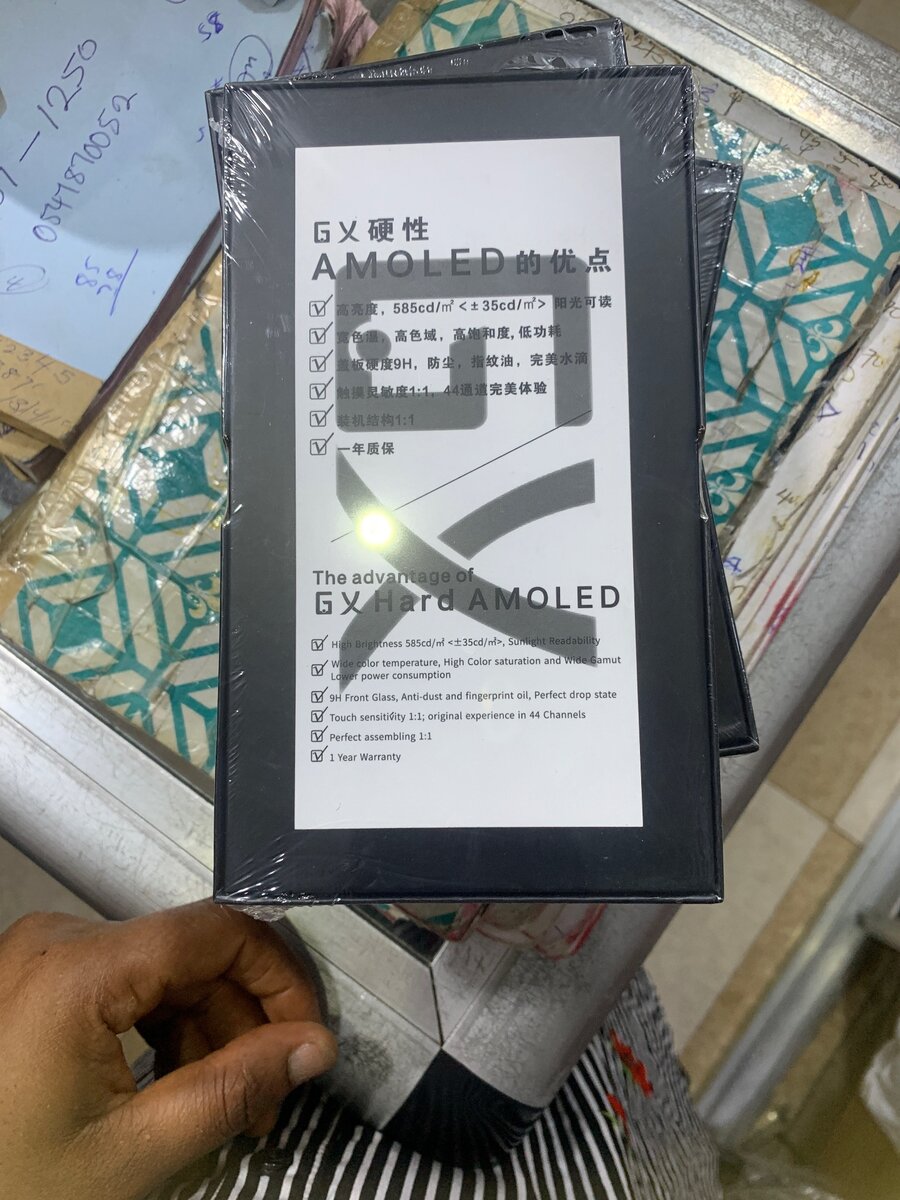 58
-1250
0547870052
85
28
GX硬性
AMOLED的优点
高亮度，585cd/㎡<±35cd/㎡> 阳光可读
宽色温，高色域，高饱和度,低功耗
盖板硬度9H，防尘，指纹油，完美水滴
触摸灵敏度1:1，44通道完美体验
装机结构1:1
一年质保
The advantage of
GX Hard AMOLED
High Brightness 585cd/㎡ <±35cd/㎡>, Sunlight Readability
Wide color temperature, High Color saturation and Wide Gamut
Lower power consumption
9H Front Glass, Anti-dust and fingerprint oil, Perfect drop state
Touch sensitivity 1:1; original experience in 44 Channels
Perfect assembling 1:1
1 Year Warranty